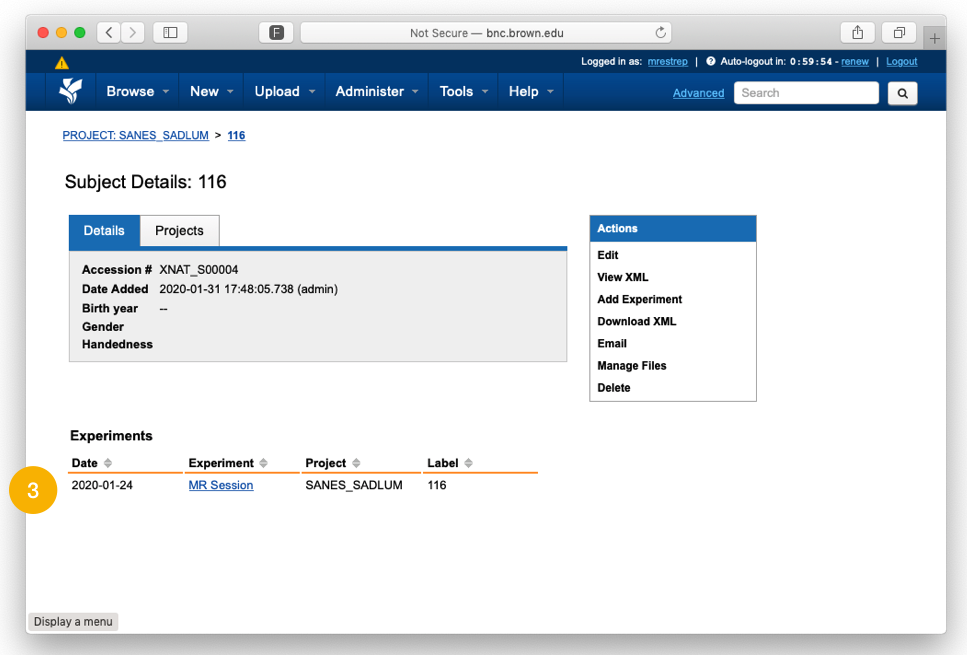 F
Not Secure — bnc.brown.edu
Logged in as: mrestrep | ? Auto-logout in: 0:59:54 - renew | Logout
Browse New Upload Administer Tools Help Advanced Search
PROJECT: SANES_SADLUM > 116
Subject Details: 116
Details Projects
Accession # XNAT_S00004
Date Added 2020-01-31 17:48:05.738 (admin)
Birth year --
Gender
Handedness
Actions
Edit
View XML
Add Experiment
Download XML
Email
Manage Files
Delete
Experiments
Date Experiment Project Label
3 2020-01-24 MR Session SANES_SADLUM 116
Display a menu